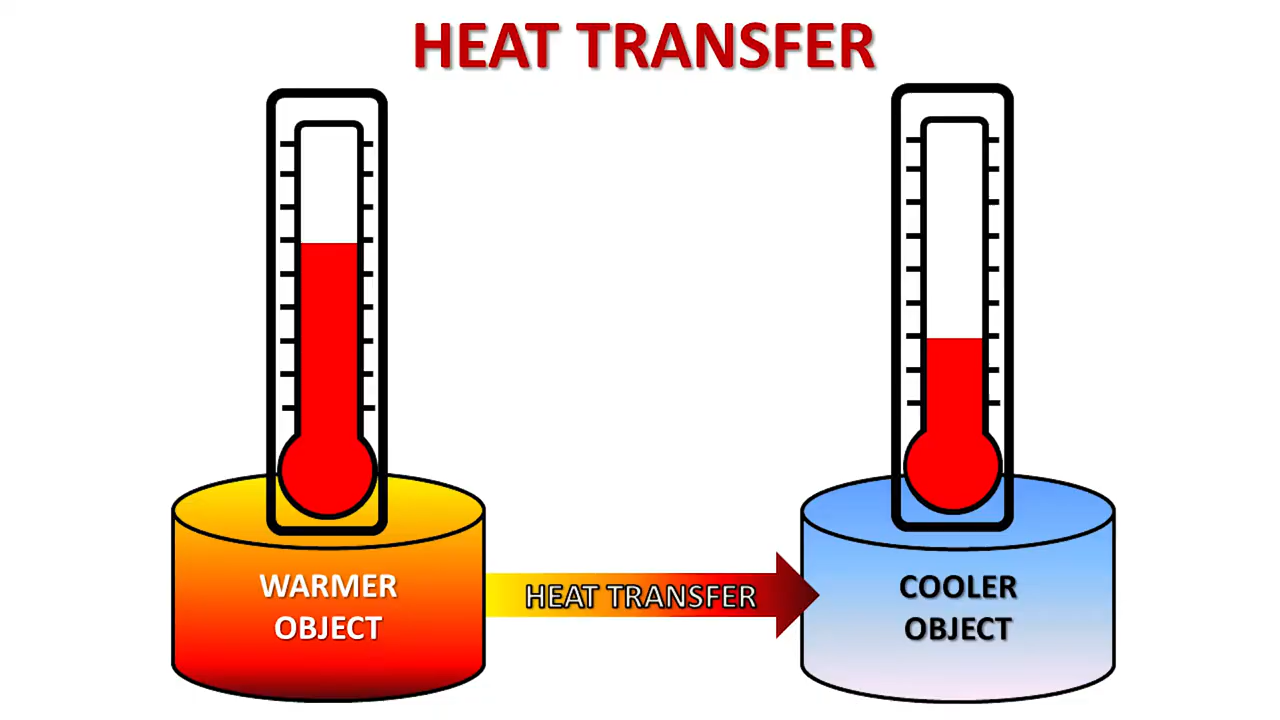 HEAT TRANSFER
WARMER
OBJECT
HEAT TRANSFER
COOLER
OBJECT